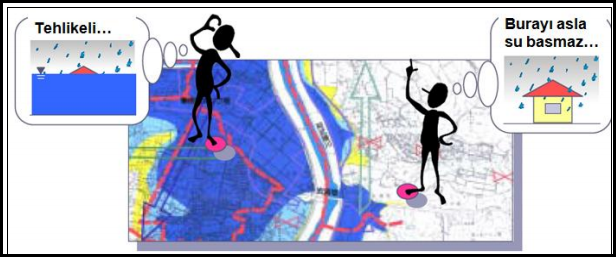 Tehlikeli…
Burayı asla
su basmaz…